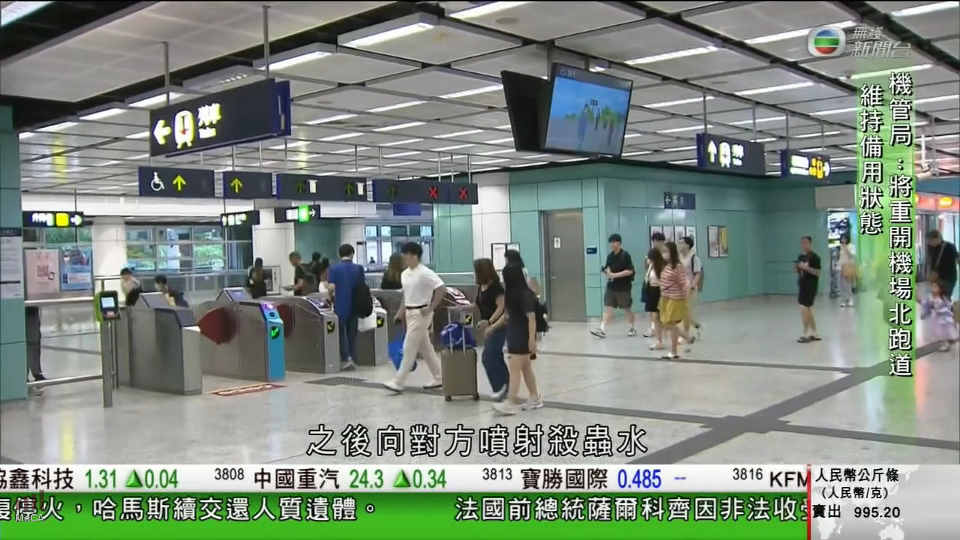 無綫
新聞台
機管局：將重開機場北跑道
維持備用狀態
列車
之後向對方噴射殺蟲水
協鑫科技 1.31 ▲0.04 3808 中國重汽 24.3 ▲0.34 3813 寶勝國際 0.485 -- 3816 KFM
復停火，哈馬斯續交還人質遺體。 法國前總統薩爾科齊因非法收受
人民幣公斤條
(人民幣/克)
賣出 995.20